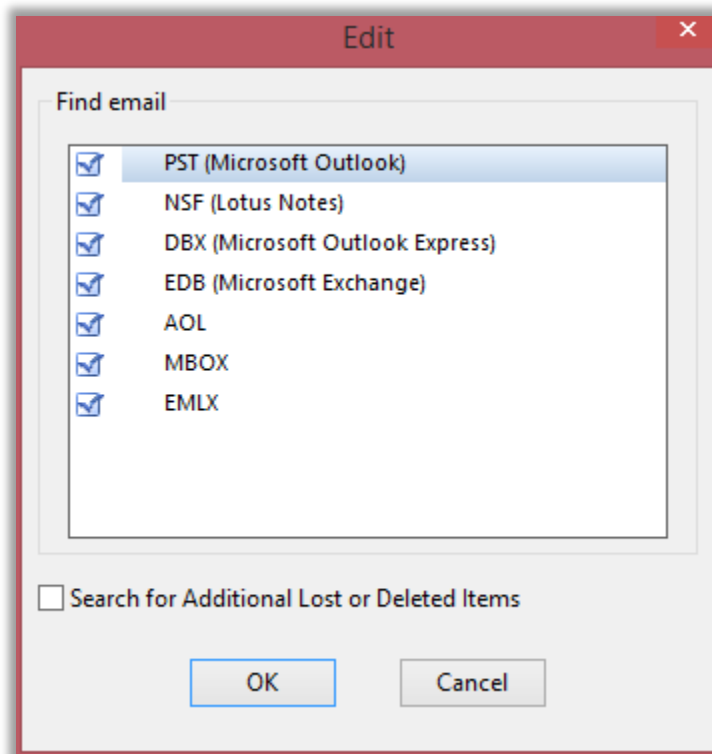 Edit
Find email
PST (Microsoft Outlook)
NSF (Lotus Notes)
DBX (Microsoft Outlook Express)
EDB (Microsoft Exchange)
AOL
MBOX
EMLX
Search for Additional Lost or Deleted Items
OK Cancel